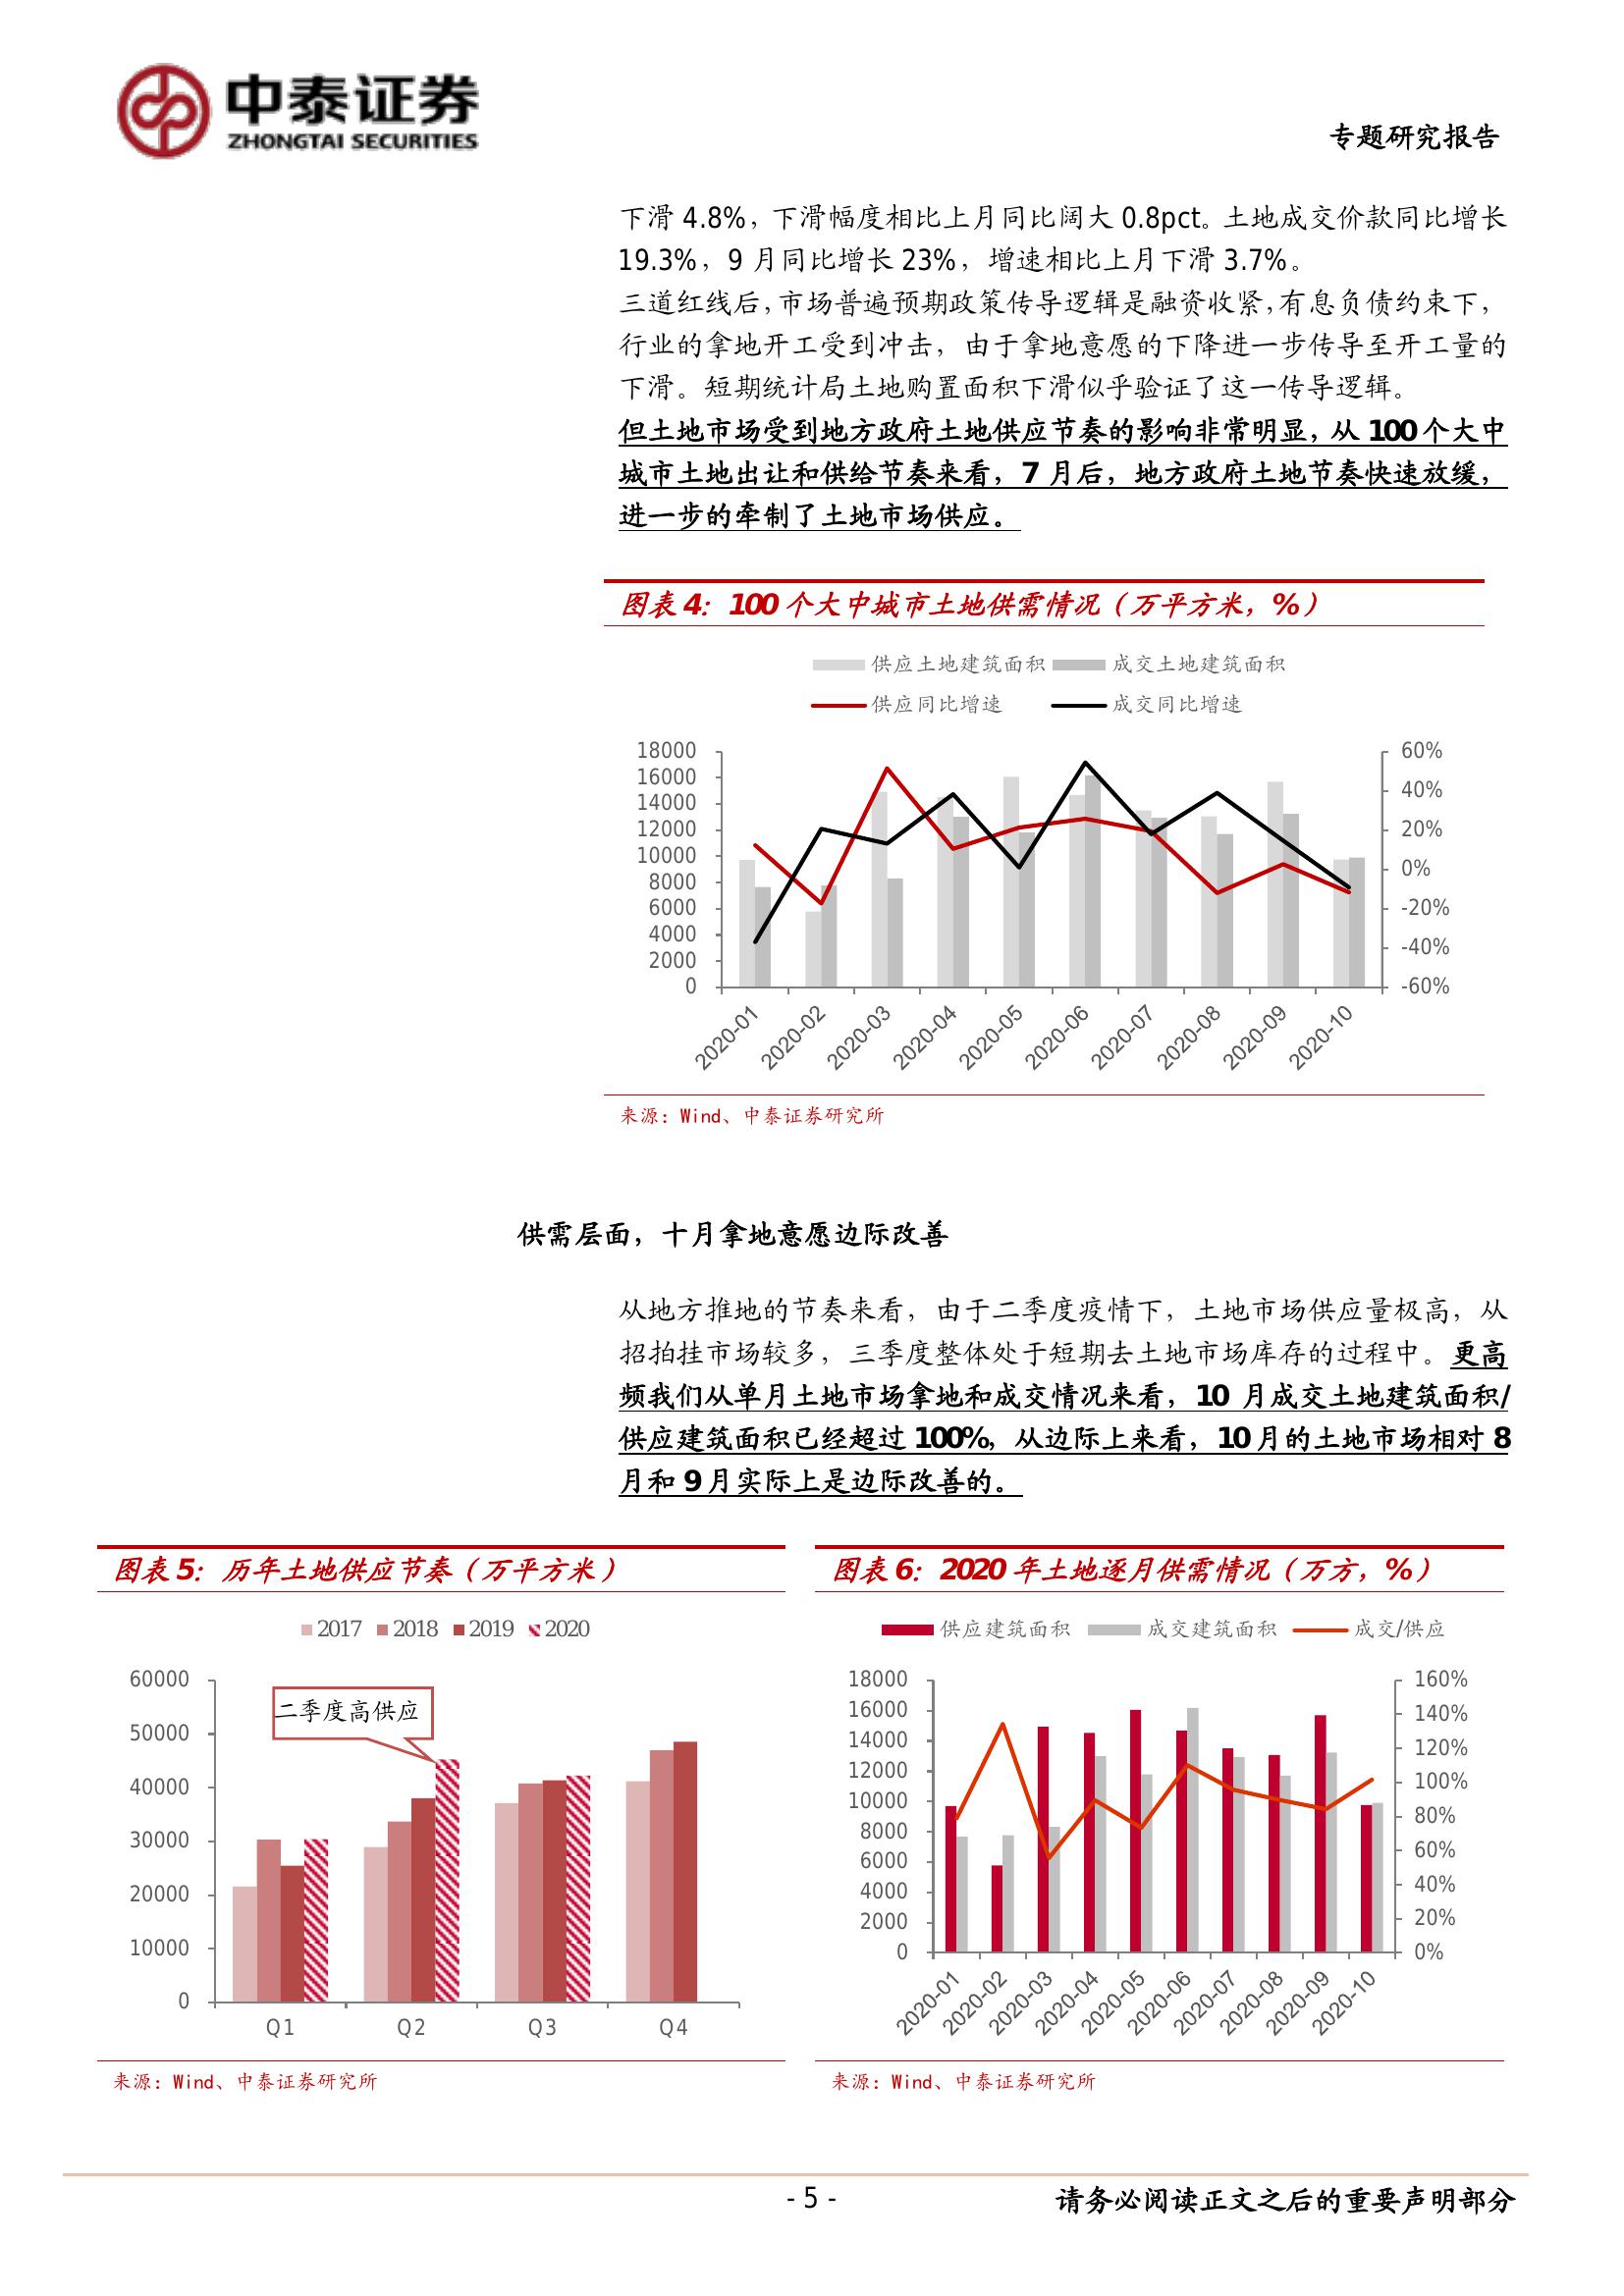 中泰证券
ZHONGTAI SECURITIES
专题研究报告
下滑 4.8%，下滑幅度相比上月同比阔大 0.8pct。土地成交价款同比增长
19.3%，9 月同比增长 23%，增速相比上月下滑 3.7%。
三道红线后，市场普遍预期政策传导逻辑是融资收紧，有息负债约束下，
行业的拿地开工受到冲击，由于拿地意愿的下降进一步传导至开工量的
下滑。短期统计局土地购置面积下滑似乎验证了这一传导逻辑。
但土地市场受到地方政府土地供应节奏的影响非常明显，从 100 个大中
城市土地出让和供给节奏来看，7 月后，地方政府土地节奏快速放缓，
进一步的牵制了土地市场供应。
图表 4：100 个大中城市土地供需情况（万平方米，%）
供应土地建筑面积 成交土地建筑面积
供应同比增速 成交同比增速
18000 60%
16000
14000 40%
12000 20%
10000
8000 0%
6000 -20%
4000 -40%
2000
0 -60%
2020-01 2020-02 2020-03 2020-04 2020-05 2020-06 2020-07 2020-08 2020-09 2020-10
来源：Wind、中泰证券研究所
供需层面，十月拿地意愿边际改善
从地方推地的节奏来看，由于二季度疫情下，土地市场供应量极高，从
招拍挂市场较多，三季度整体处于短期去土地市场库存的过程中。更高
频我们从单月土地市场拿地和成交情况来看，10 月成交土地建筑面积/
供应建筑面积已经超过 100%，从边际上来看，10 月的土地市场相对 8
月和 9 月实际上是边际改善的。
图表 5：历年土地供应节奏（万平方米）
2017 2018 2019 2020
二季度高供应
60000
50000
40000
30000
20000
10000
0
Q1 Q2 Q3 Q4
来源：Wind、中泰证券研究所
图表 6：2020 年土地逐月供需情况（万方，%）
供应建筑面积 成交建筑面积 成交/供应
18000 160%
16000 140%
14000 120%
12000 100%
10000 80%
8000 60%
6000 40%
4000 20%
2000 0%
0
2020-01 2020-02 2020-03 2020-04 2020-05 2020-06 2020-07 2020-08 2020-09 2020-10
来源：Wind、中泰证券研究所
- 5 -
请务必阅读正文之后的重要声明部分